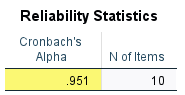 Reliability Statistics
Cronbach's
Alpha N of Items
.951 10